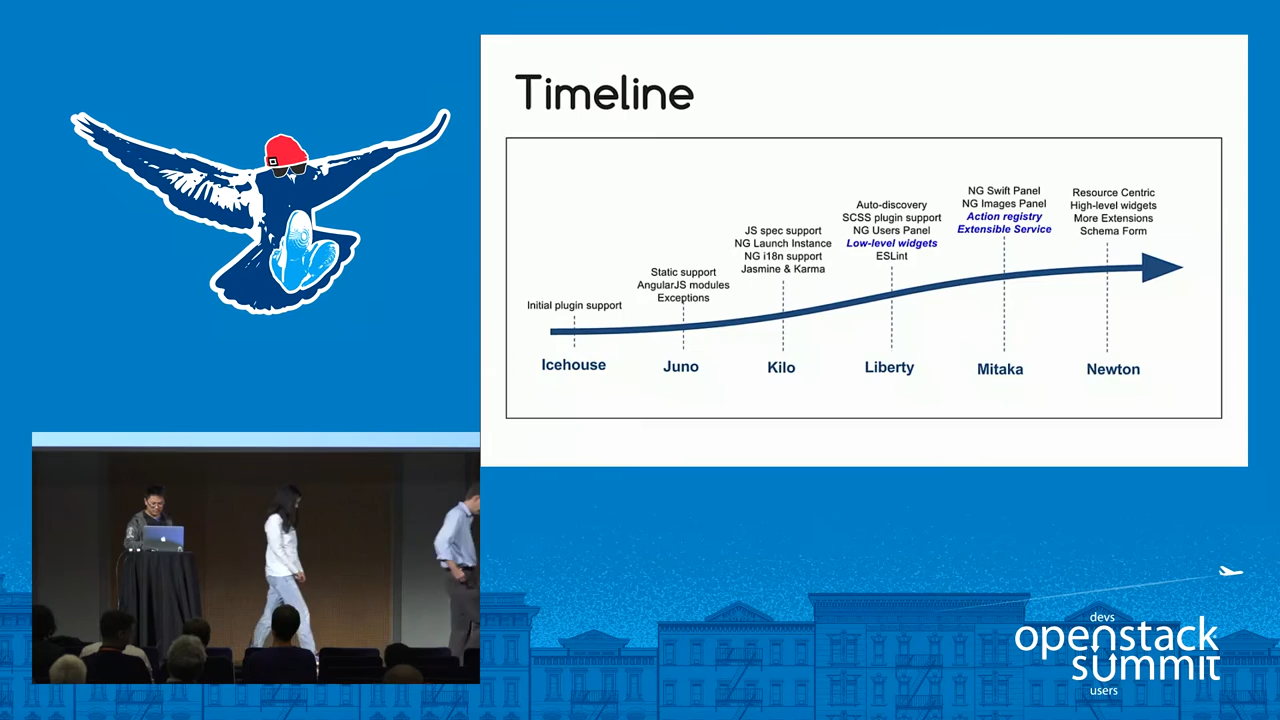 Timeline
Initial plugin support
Icehouse
Static support
AngularJS modules
Exceptions
Juno
JS spec support
NG Launch Instance
NG i18n support
Jasmine & Karma
Kilo
Auto-discovery
SCSS plugin support
NG Users Panel
Low-level widgets
ESLint
Liberty
NG Swift Panel
NG Images Panel
Action registry
Extensible Service
Mitaka
Resource Centric
High-level widgets
More Extensions
Schema Form
Newton
devs
openstack
summit
users